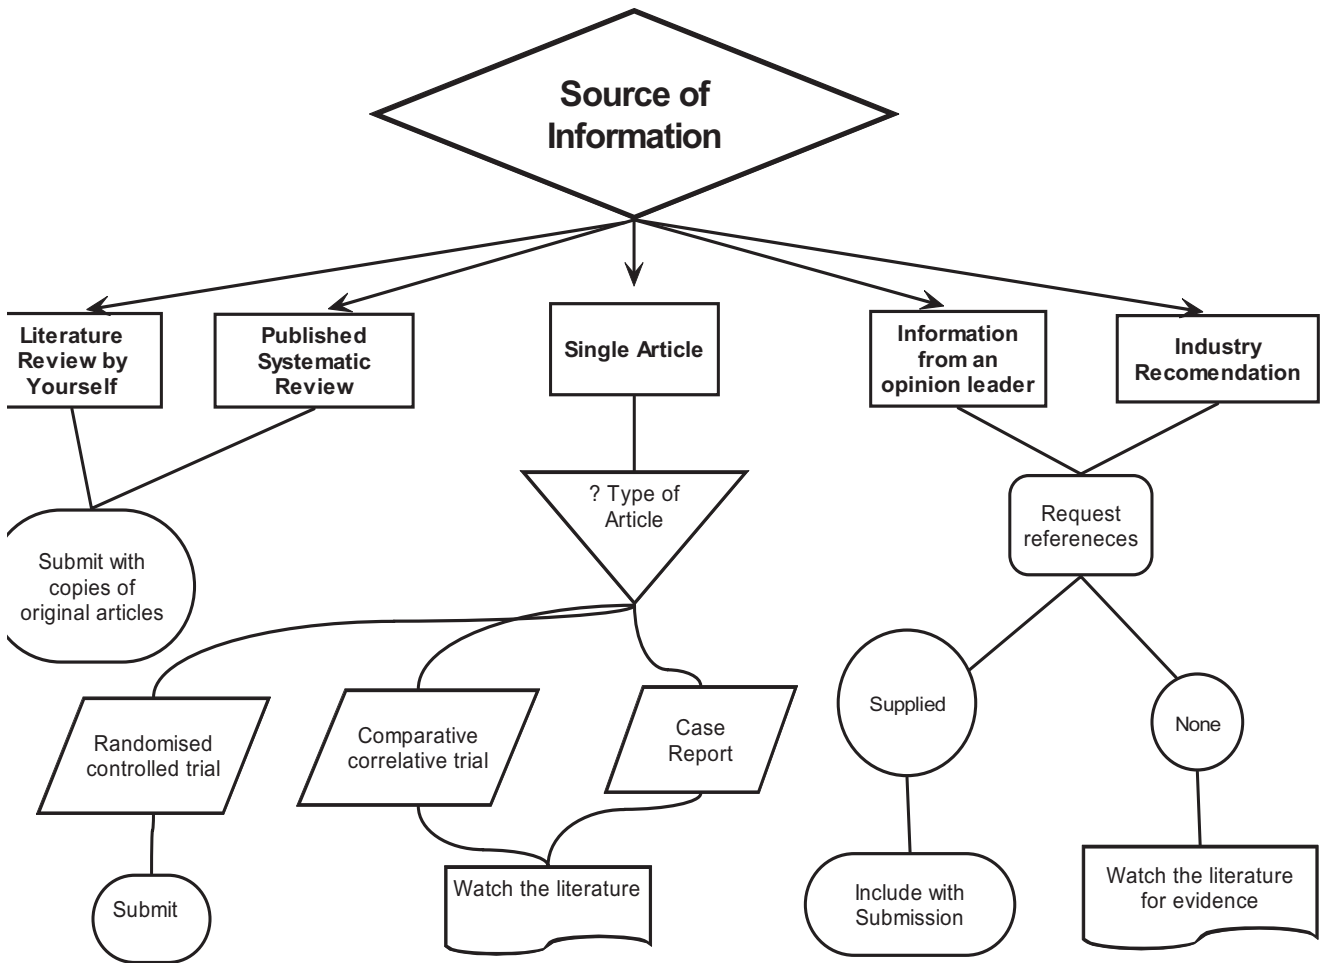 Source of
Information
Literature
Review by
Yourself
Published
Systematic
Review
Single Article
Information
from an
opinion leader
Industry
Recomendation
Submit with
copies of
original articles
? Type of
Article
Request
refereneces
Randomised
controlled trial
Comparative
correlative trial
Case
Report
Supplied
None
Submit
Watch the literature
Include with
Submission
Watch the literature
for evidence